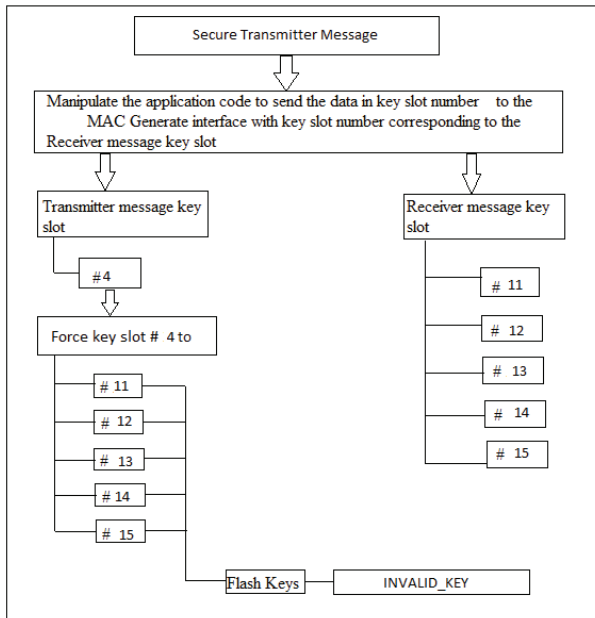 Secure Transmitter Message
Manipulate the application code to send the data in key slot number to the
MAC Generate interface with key slot number corresponding to the
Receiver message key slot
Transmitter message key
slot
#4
Force key slot # 4 to
# 11
# 12
# 13
# 14
# 15
Receiver message key
slot
# 11
# 12
# 13
# 14
# 15
Flash Keys
INVALID_KEY